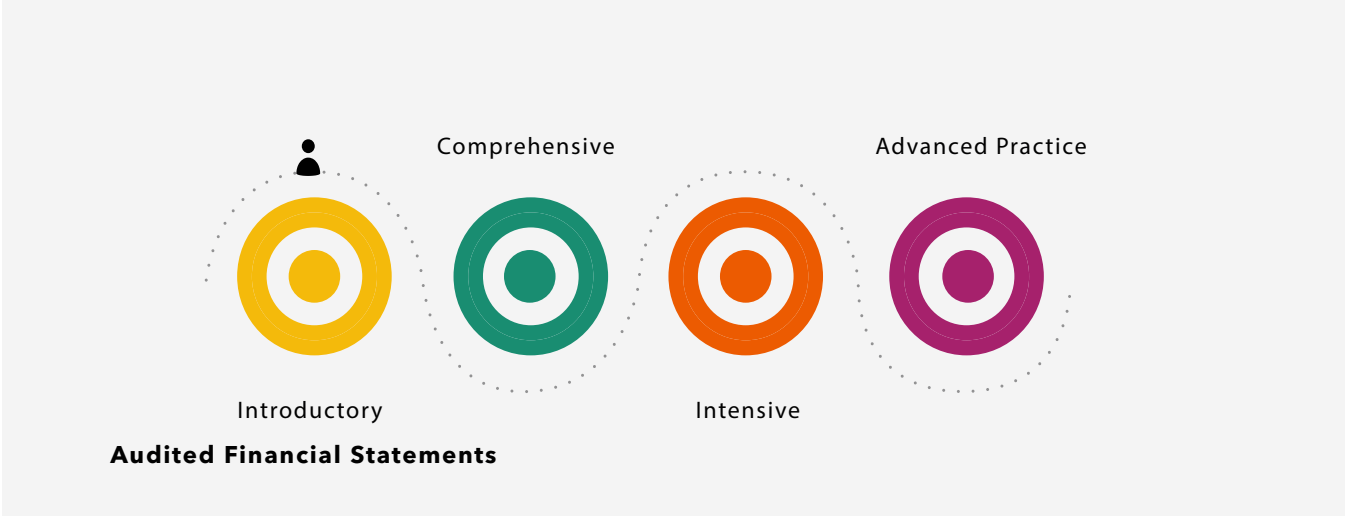 Comprehensive
Advanced Practice
Introductory
Intensive
Audited Financial Statements